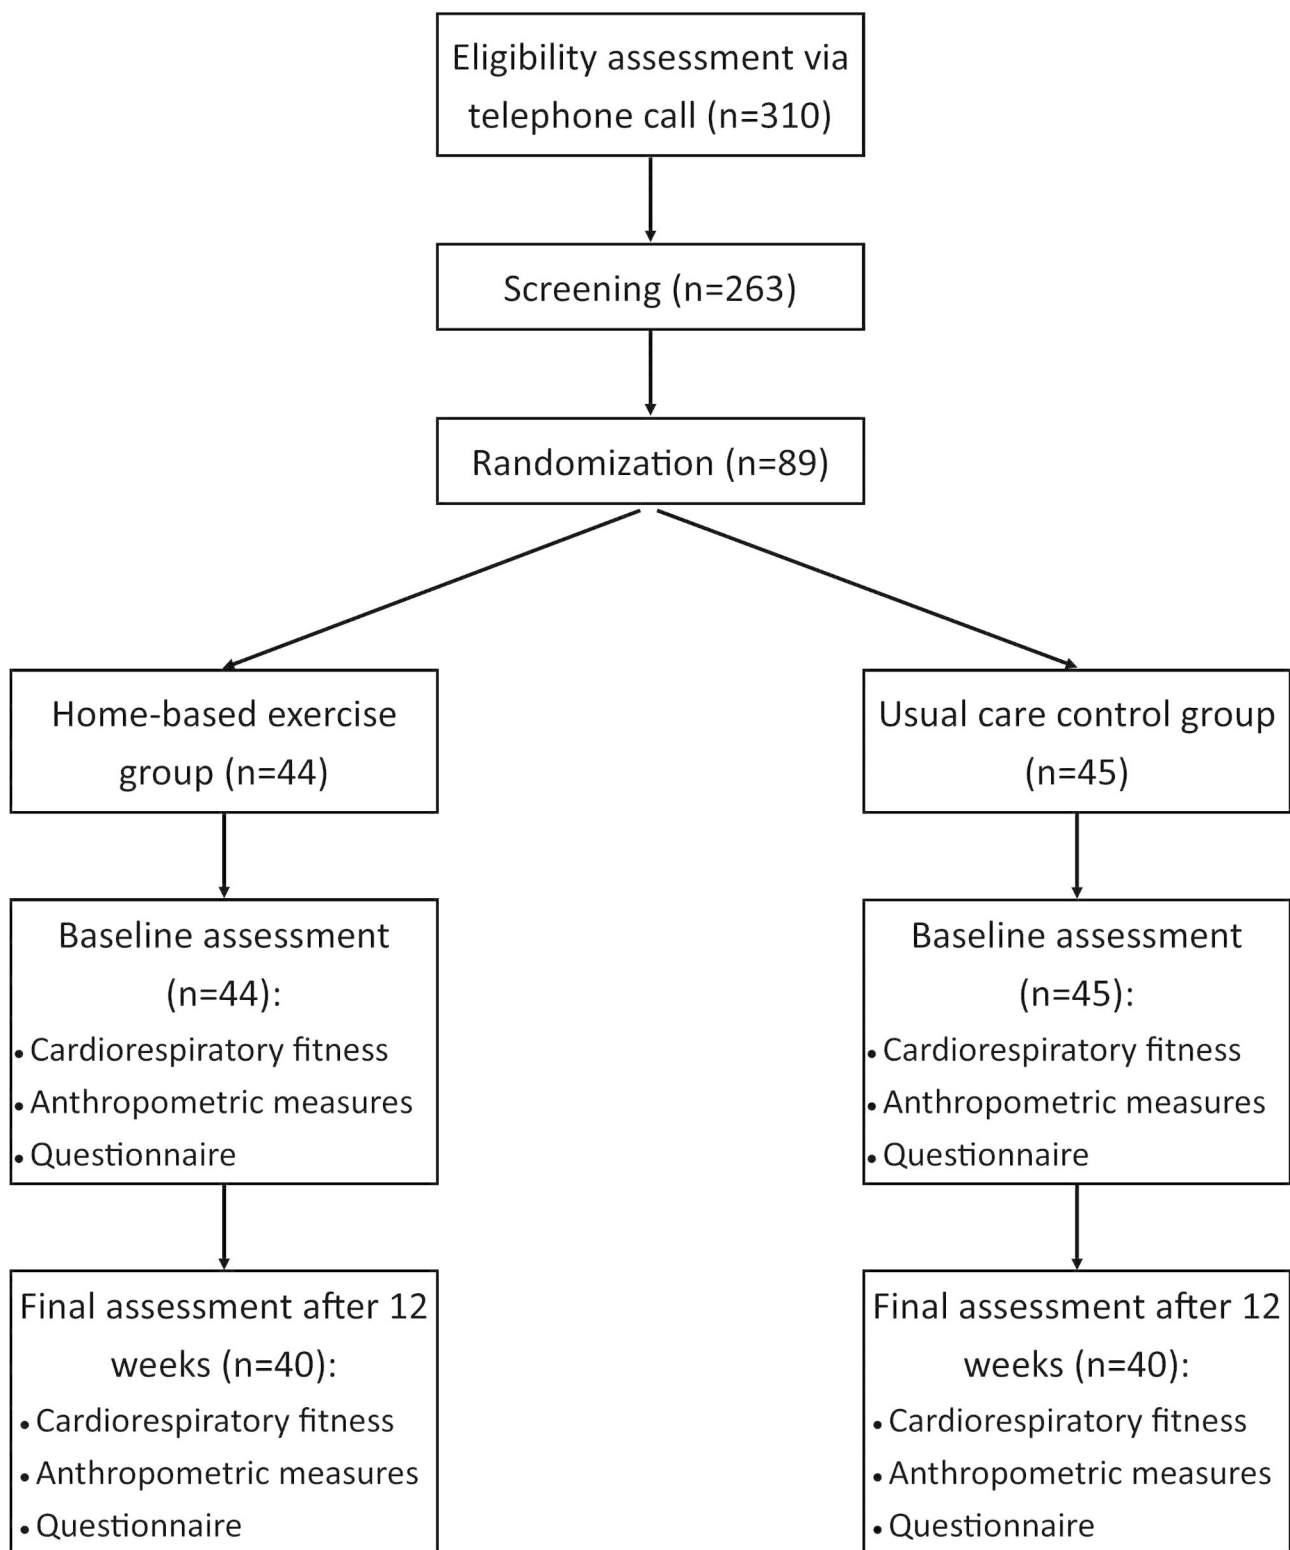 Eligibility assessment via
telephone call (n=310)
Screening (n=263)
Randomization (n=89)
Home-based exercise
group (n=44)
Usual care control group
(n=45)
Baseline assessment
(n=44):
• Cardiorespiratory fitness
• Anthropometric measures
• Questionnaire
Baseline assessment
(n=45):
• Cardiorespiratory fitness
• Anthropometric measures
• Questionnaire
Final assessment after 12
weeks (n=40):
• Cardiorespiratory fitness
• Anthropometric measures
• Questionnaire
Final assessment after 12
weeks (n=40):
• Cardiorespiratory fitness
• Anthropometric measures
• Questionnaire